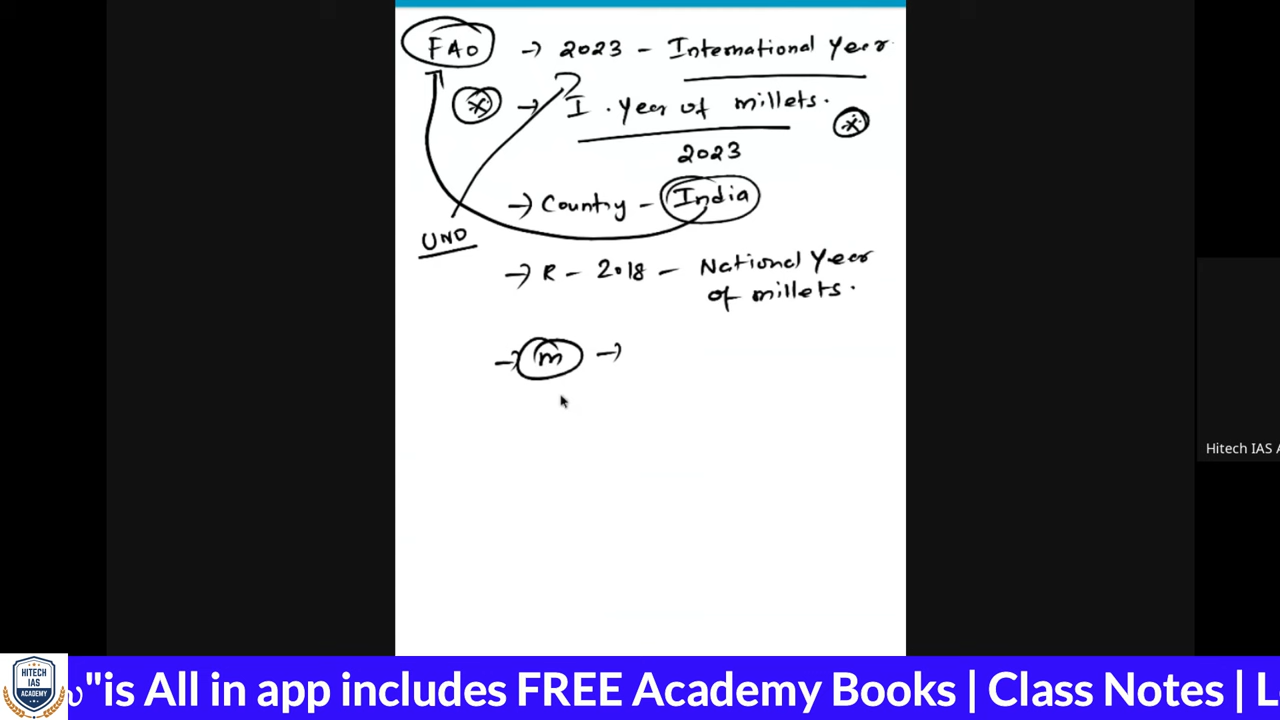 FAO → 2023 - International Year
→ I. Year of millets.
2023
→ Country - India
UNO
→ R - 2018 - National Year
of millets.
→ m →
Hitech IAS A
HITECH
IAS
ACADEMY
"is All in app includes FREE Academy Books | Class Notes | L